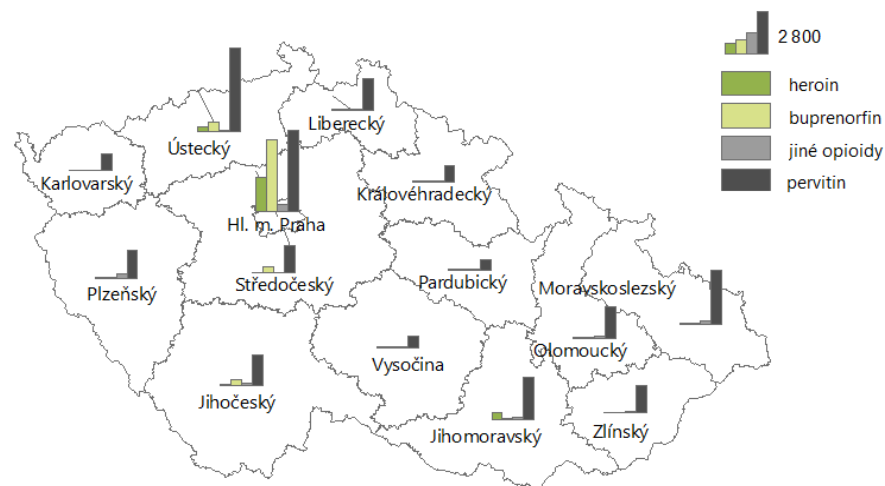 2 800
heroin
buprenorfin
jiné opioidy
pervitin
Liberecký
Ústecký
Karlovarský
Královéhradecký
Hl. m. Praha
Středočeský
Pardubický
Moravskoslezský
Plzeňský
Vysočina
Olomoucký
Jihočeský
Jihomoravský
Zlínský